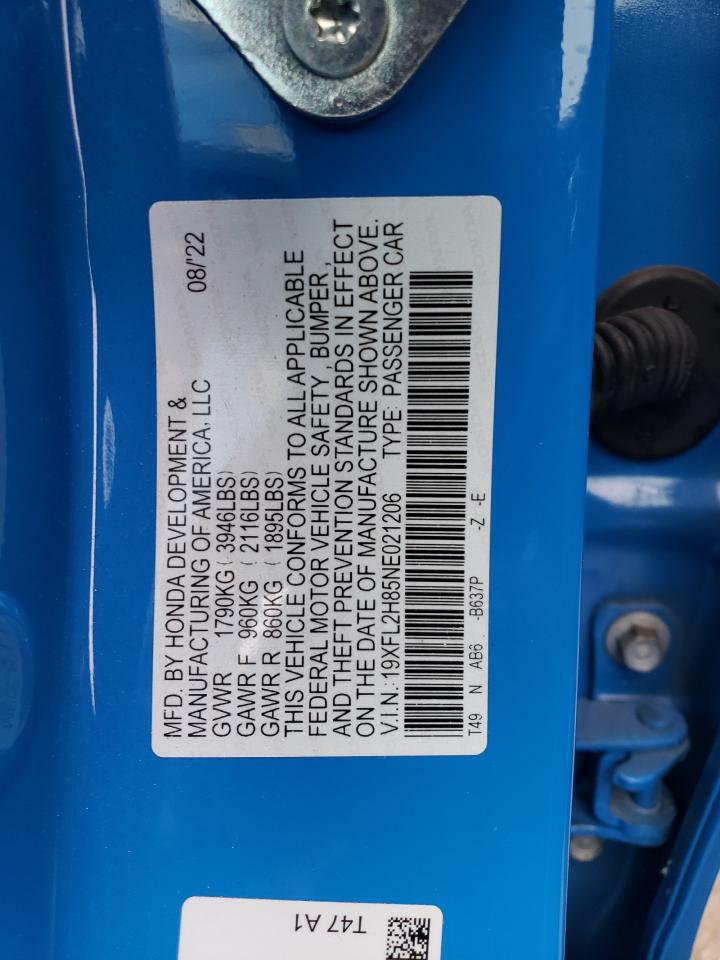 MFD. BY HONDA DEVELOPMENT &
MANUFACTURING OF AMERICA, LLC 08/'22
GVWR 1790KG (3946LBS)
GAWR F 960KG (2116LBS)
GAWR R 860KG (1895LBS)
THIS VEHICLE CONFORMS TO ALL APPLICABLE
FEDERAL MOTOR VEHICLE SAFETY, BUMPER,
AND THEFT PREVENTION STANDARDS IN EFFECT
ON THE DATE OF MANUFACTURE SHOWN ABOVE.
V.I.N.: 19XFL2H85NE021206 TYPE: PASSENGER CAR
T49 N AB6 -B637P -Z -E
T47 A1